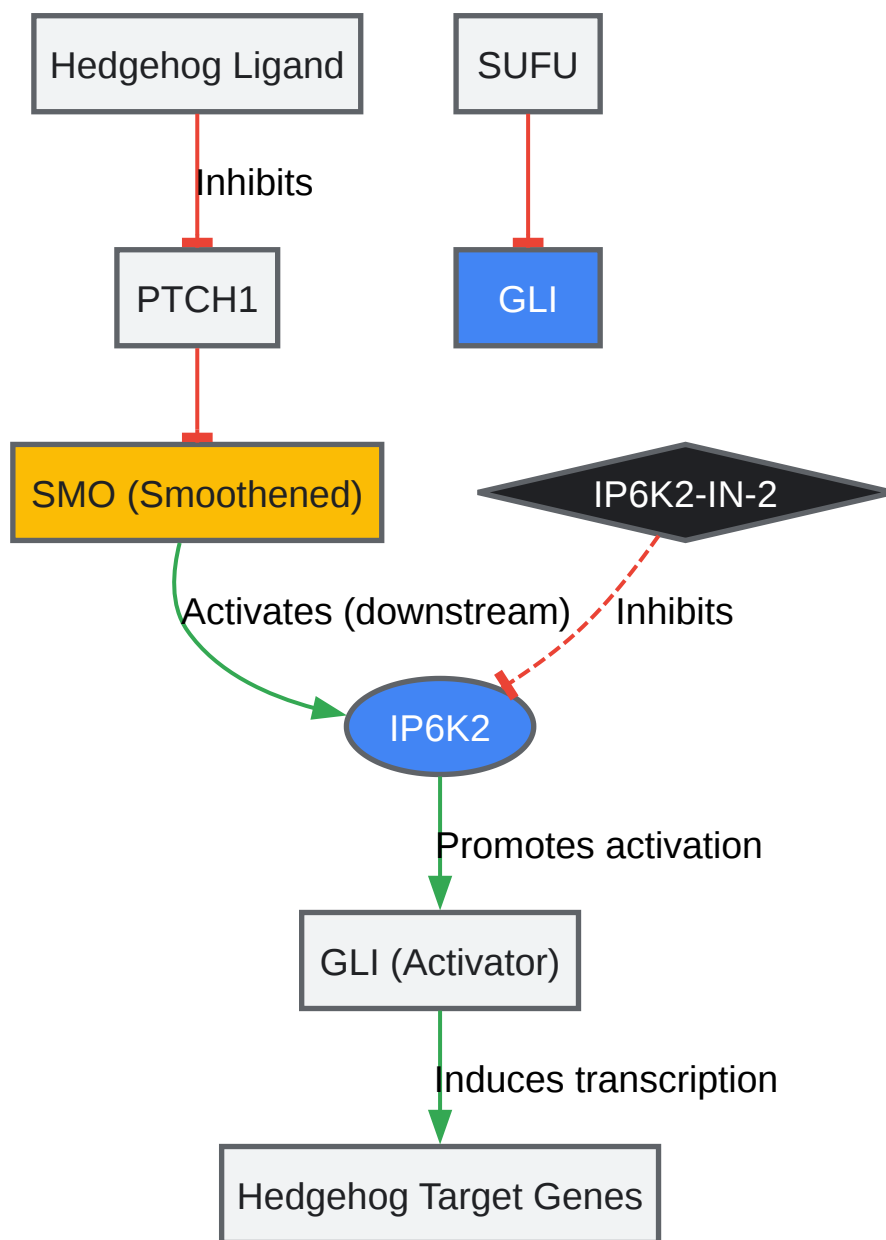 Hedgehog Ligand
SUFU
Inhibits
PTCH1
GLI
SMO (Smoothened)
IP6K2-IN-2
Activates (downstream)
Inhibits
IP6K2
Promotes activation
GLI (Activator)
Induces transcription
Hedgehog Target Genes